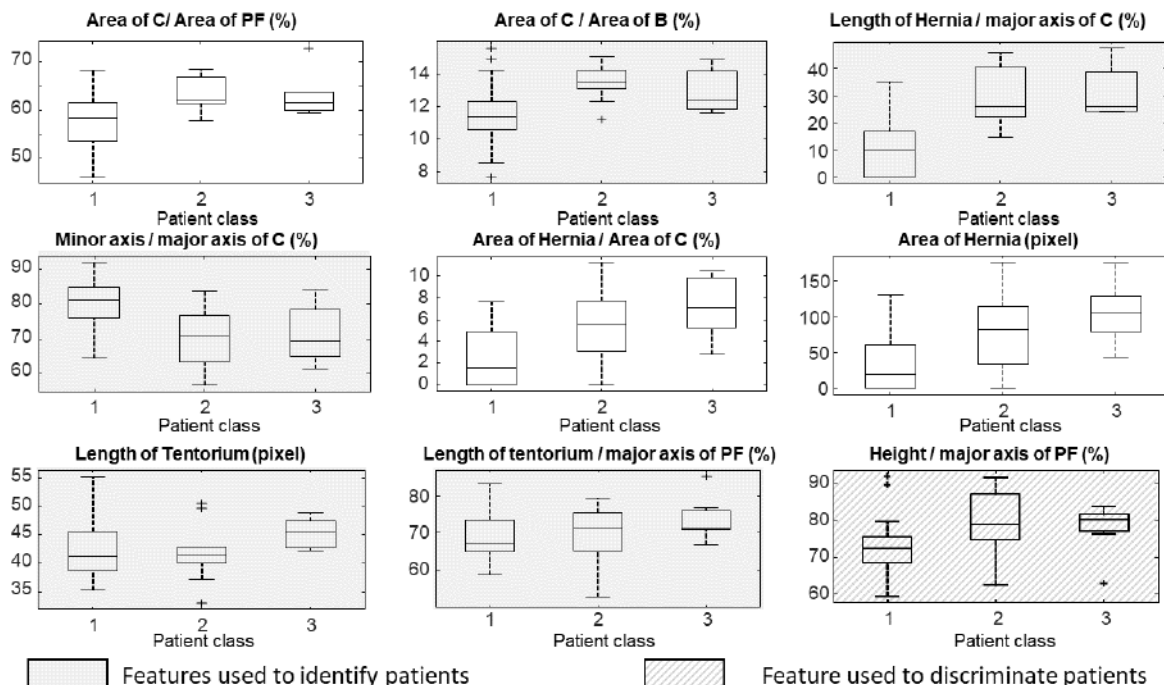 Area of C/ Area of PF (%)
70
60
50
1 2 3
Patient class
Area of C / Area of B (%)
14
12
10
8
1 2 3
Patient class
Length of Hernia / major axis of C (%)
40
30
20
10
0
1 2 3
Patient class
Minor axis / major axis of C (%)
90
80
70
60
1 2 3
Patient class
Area of Hernia / Area of C (%)
10
8
6
4
2
0
1 2 3
Patient class
Area of Hernia (pixel)
150
100
50
0
1 2 3
Patient class
Length of Tentorium (pixel)
55
50
45
40
35
1 2 3
Patient class
Length of tentorium / major axis of PF (%)
80
70
60
1 2 3
Patient class
Height / major axis of PF (%)
90
80
70
60
1 2 3
Patient class
Features used to identify patients
Feature used to discriminate patients